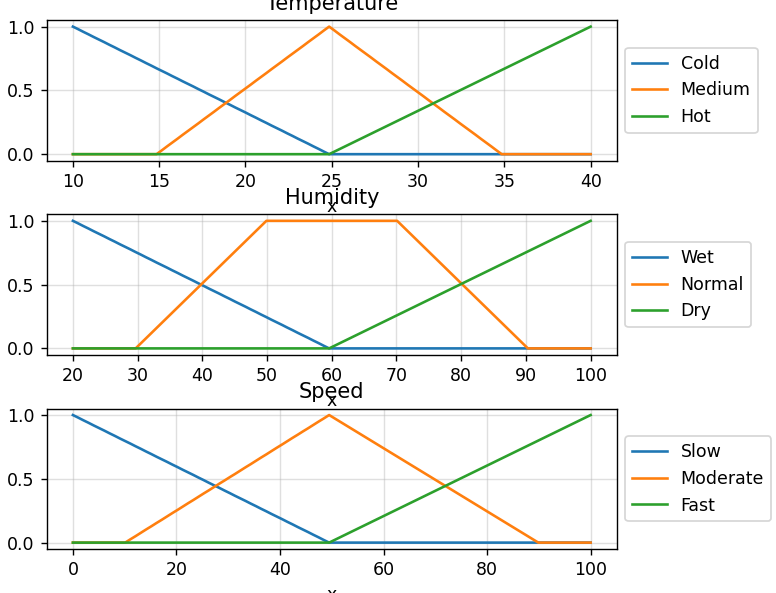 Temperature
1.0
0.5
0.0
10 15 20 25 30 35 40
x
Cold
Medium
Hot
Humidity
1.0
0.5
0.0
20 30 40 50 60 70 80 90 100
x
Wet
Normal
Dry
Speed
1.0
0.5
0.0
0 20 40 60 80 100
x
Slow
Moderate
Fast